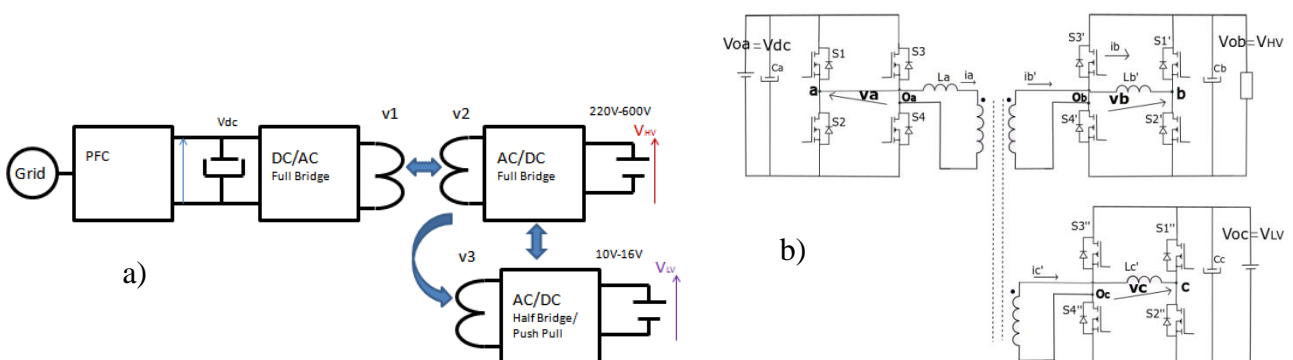 Grid
PFC
Vdc
DC/AC
Full Bridge
v1
v2
AC/DC
Full Bridge
220V-600V
VHV
v3
AC/DC
Half Bridge/
Push Pull
10V-16V
VLV
a)
b)
Voa=Vdc
Ca
S1
S3
a
va
Oa
La
ia
S2
S4
ib'
S3'
ib
S1'
Lb'
Ob
vb
b
S4'
S2'
Cb
Vob=VHV
S3''
S1''
ic'
Lc'
Oc
vc
c
S4''
S2''
Cc
Voc=VLV